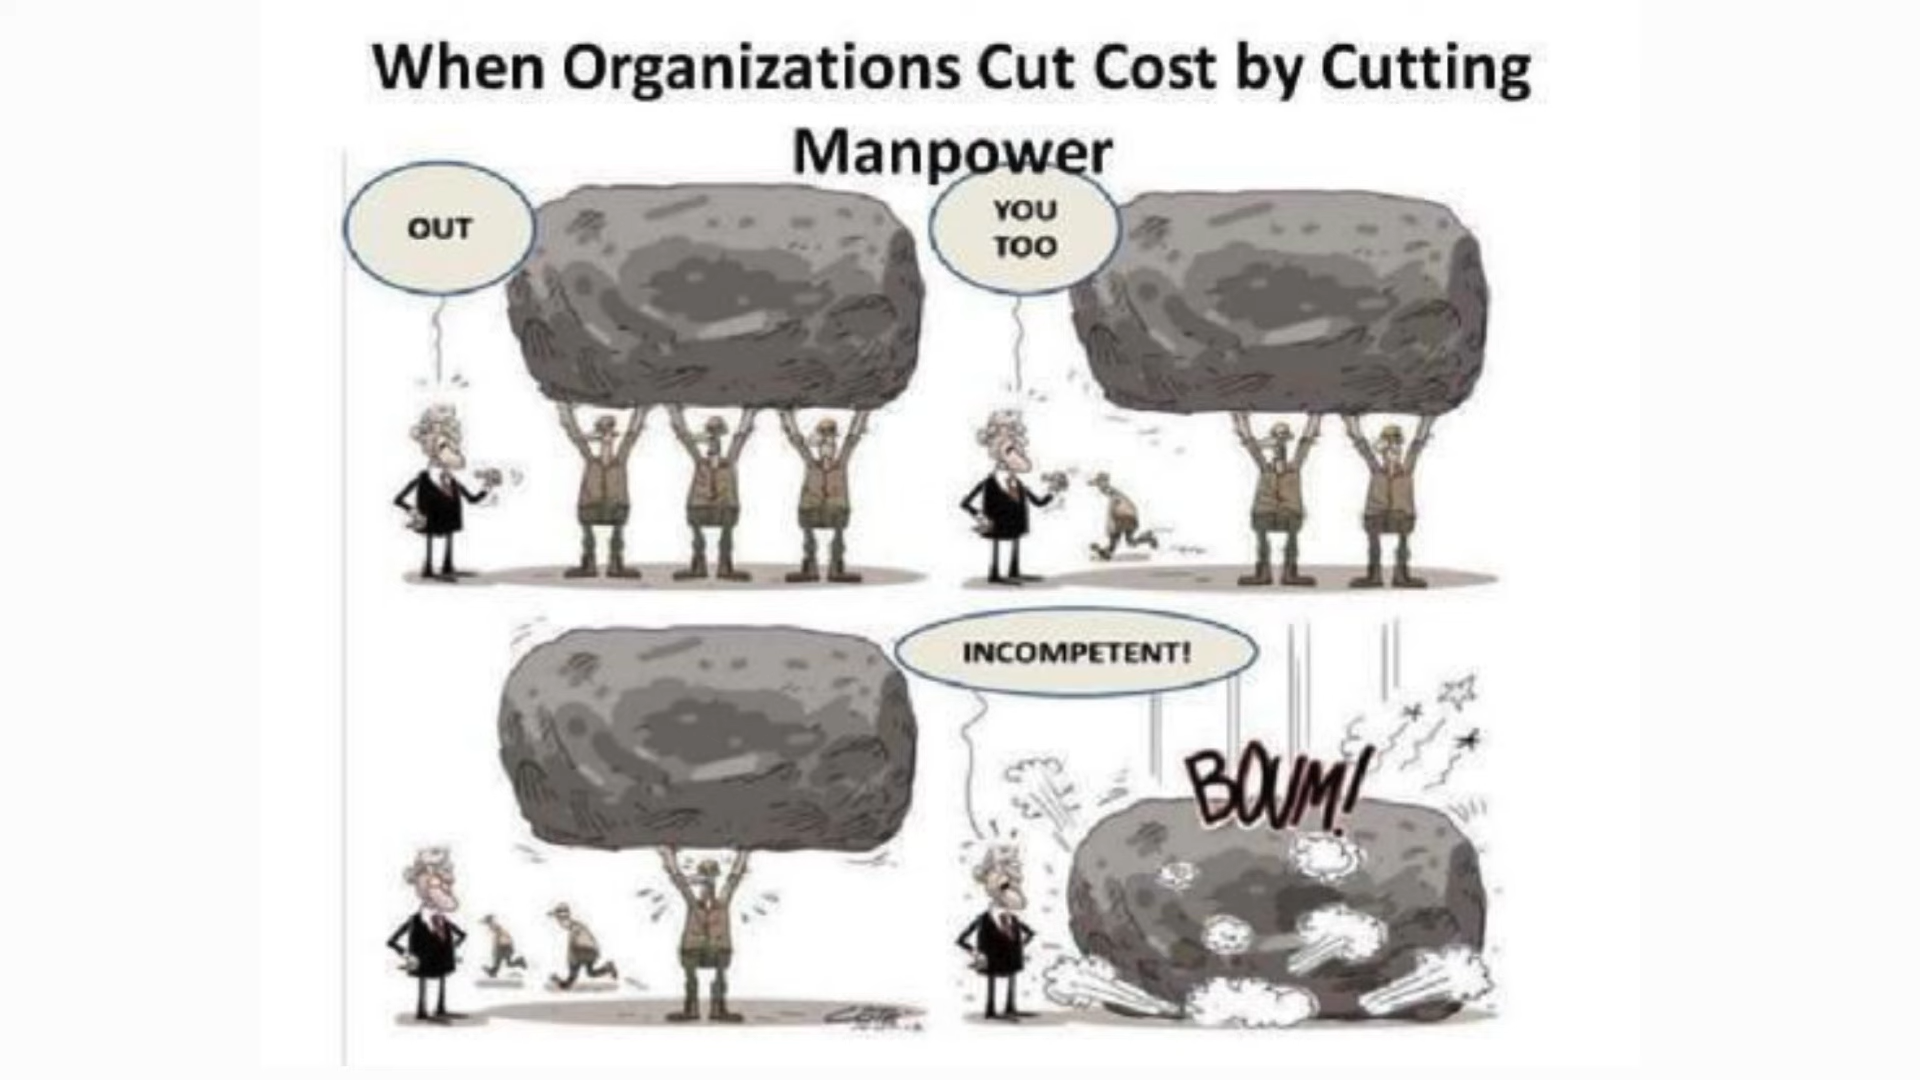 When Organizations Cut Cost by Cutting
Manpower
OUT
YOU
TOO
INCOMPETENT!
BOUM!